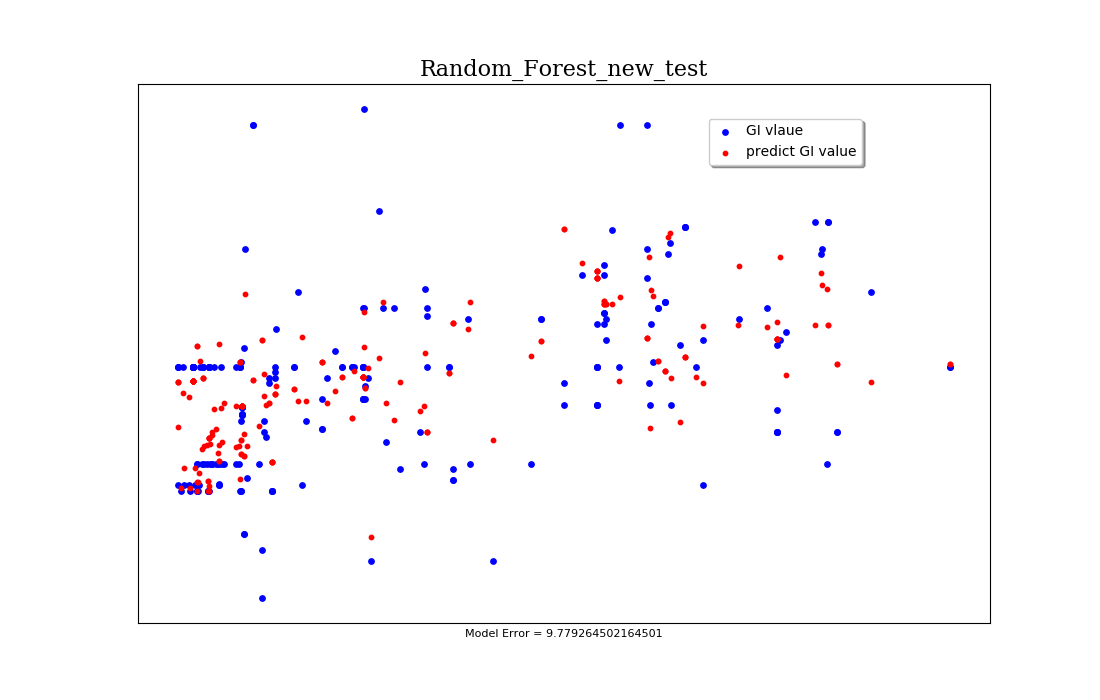 Random_Forest_new_test
GI vlaue
predict GI value
Model Error = 9.779264502164501